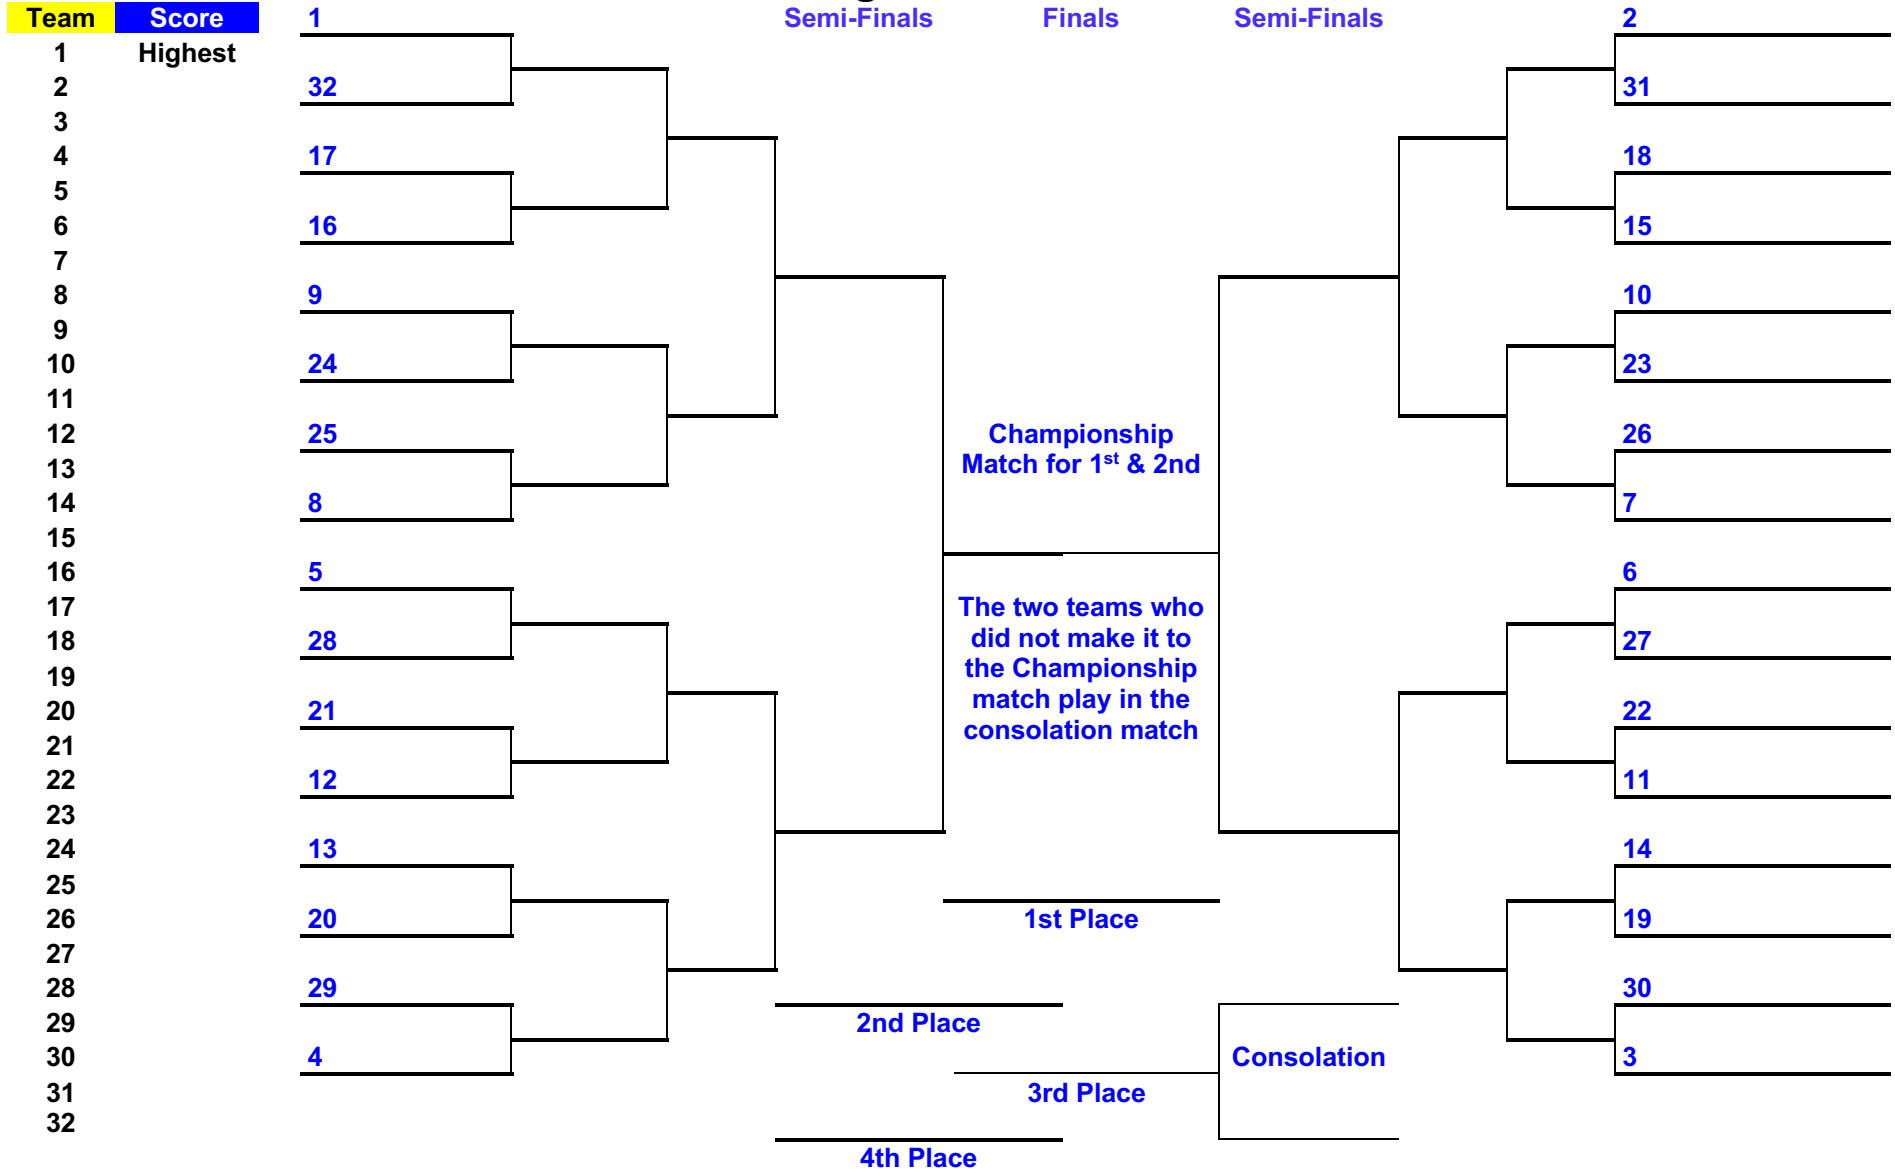 Team Score 1 Semi-Finals Finals Semi-Finals 2
1 Highest
2 32 31
3
4 17 18
5
6 16 15
7
8 9 10
9
10 24 23
11
12 25 Championship 26
13 Match for 1st & 2nd
14 8 7
15
16 5 6
17 The two teams who
18 28 did not make it to 27
19 the Championship
20 21 match play in the 22
21 consolation match
22 12 11
23
24 13 14
25
26 20 1st Place 19
27
28 29 30
29 2nd Place
30 4 Consolation 3
31 3rd Place
32
4th Place